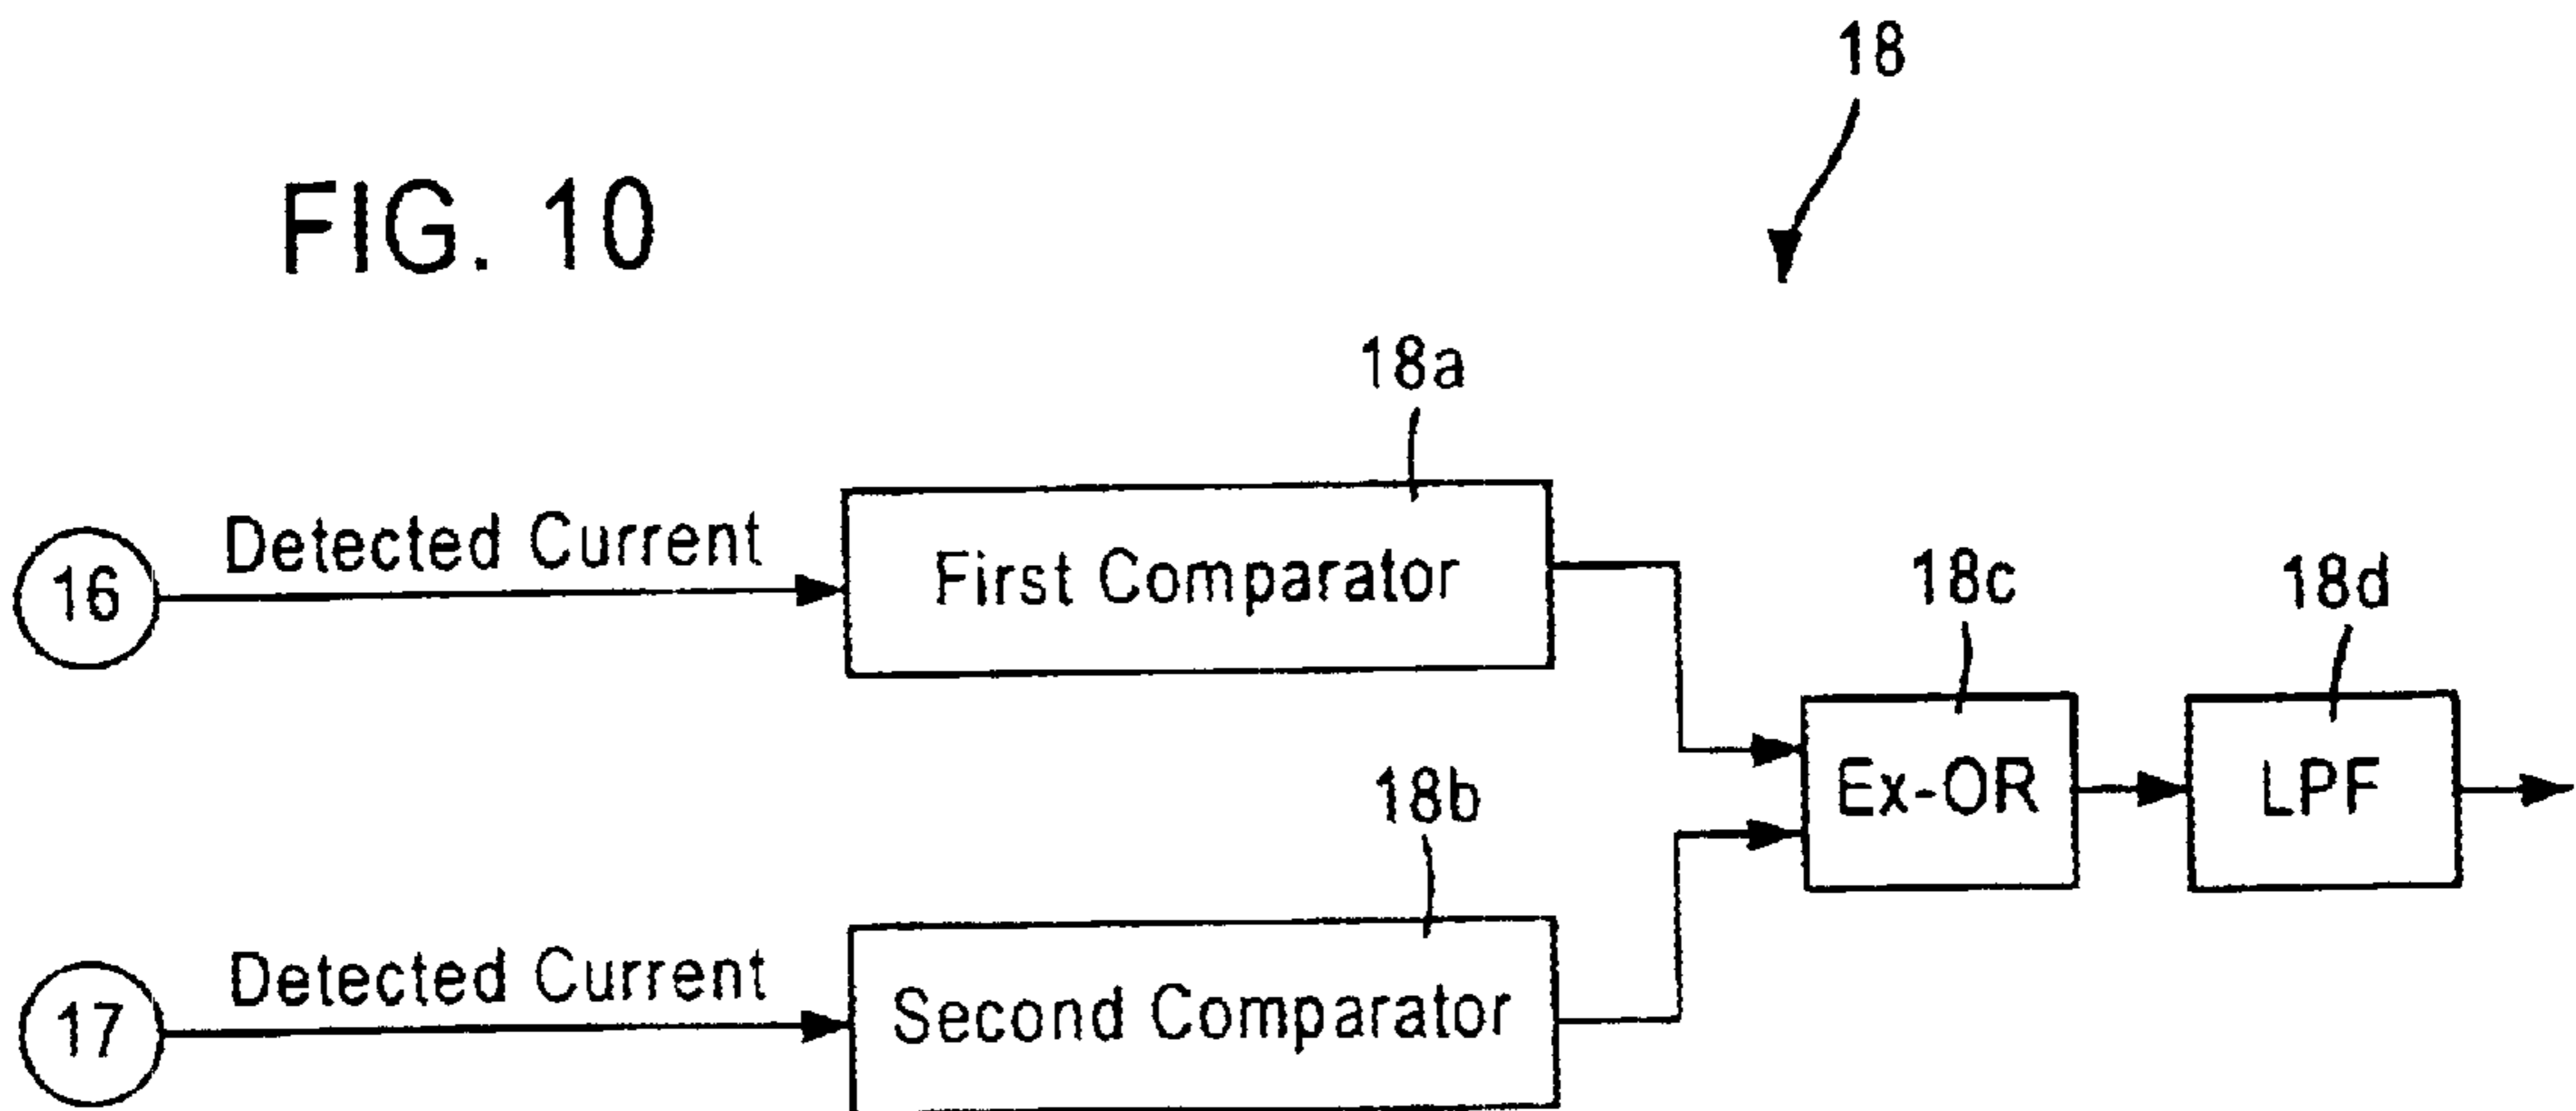 18
FIG. 10
18a
16
Detected Current
First Comparator
18c
18d
18b
Ex-OR
LPF
17
Detected Current
Second Comparator